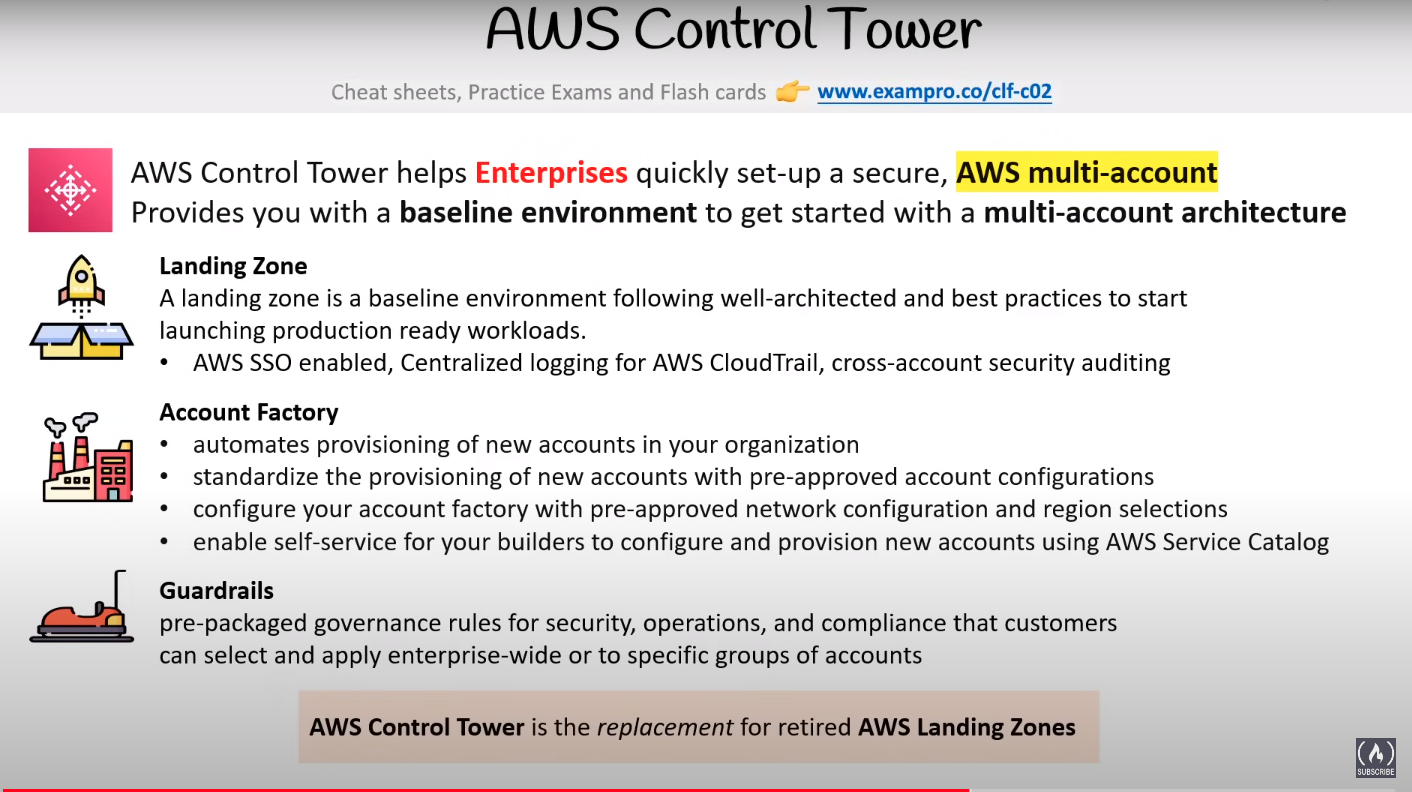 AWS Control Tower
Cheat sheets, Practice Exams and Flash cards 👉 www.exampro.co/clf-c02
AWS Control Tower helps Enterprises quickly set-up a secure, AWS multi-account
Provides you with a baseline environment to get started with a multi-account architecture
Landing Zone
A landing zone is a baseline environment following well-architected and best practices to start
launching production ready workloads.
• AWS SSO enabled, Centralized logging for AWS CloudTrail, cross-account security auditing
Account Factory
• automates provisioning of new accounts in your organization
• standardize the provisioning of new accounts with pre-approved account configurations
• configure your account factory with pre-approved network configuration and region selections
• enable self-service for your builders to configure and provision new accounts using AWS Service Catalog
Guardrails
pre-packaged governance rules for security, operations, and compliance that customers
can select and apply enterprise-wide or to specific groups of accounts
AWS Control Tower is the replacement for retired AWS Landing Zones
SUBSCRIBE